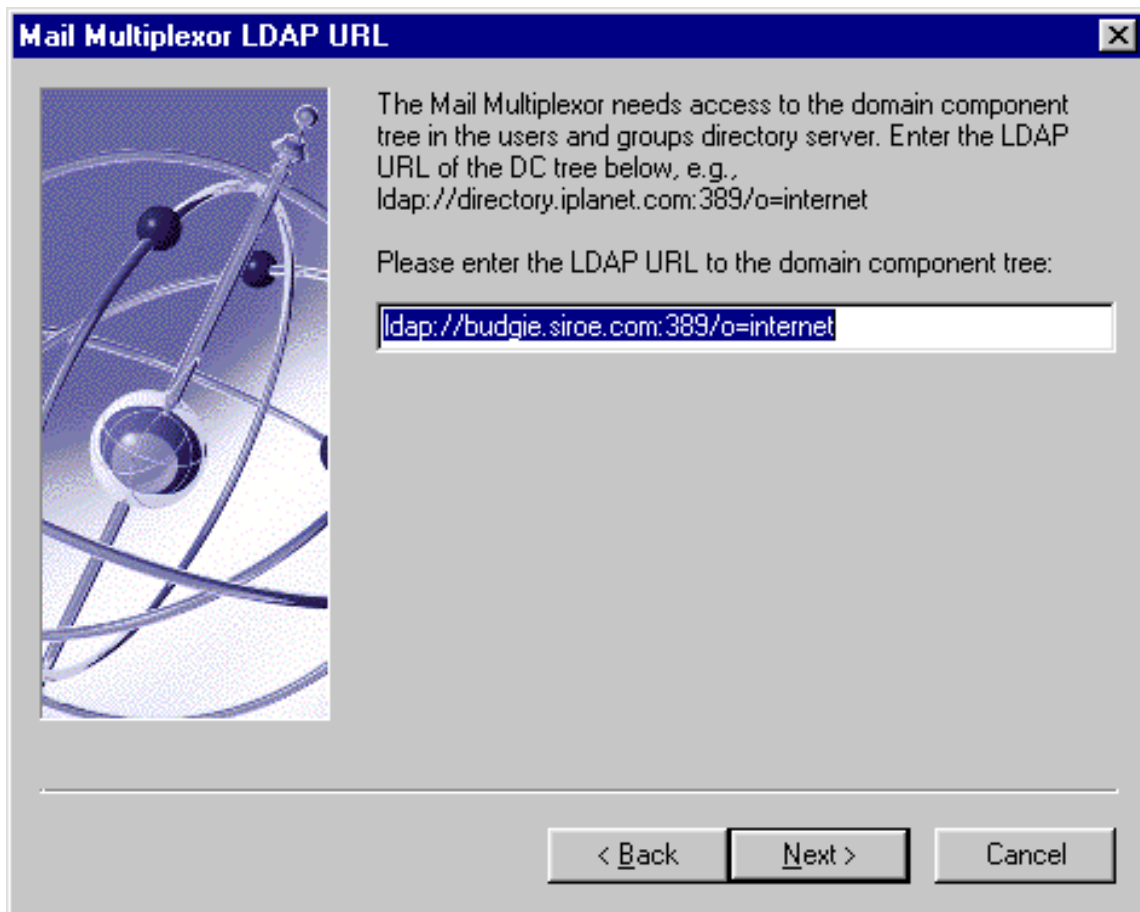 Mail Multiplexor LDAP URL
The Mail Multiplexor needs access to the domain component
tree in the users and groups directory server. Enter the LDAP
URL of the DC tree below, e.g.,
ldap://directory.iplanet.com:389/o=internet
Please enter the LDAP URL to the domain component tree:
ldap://budgie.siroe.com:389/o=internet
< Back
Next >
Cancel